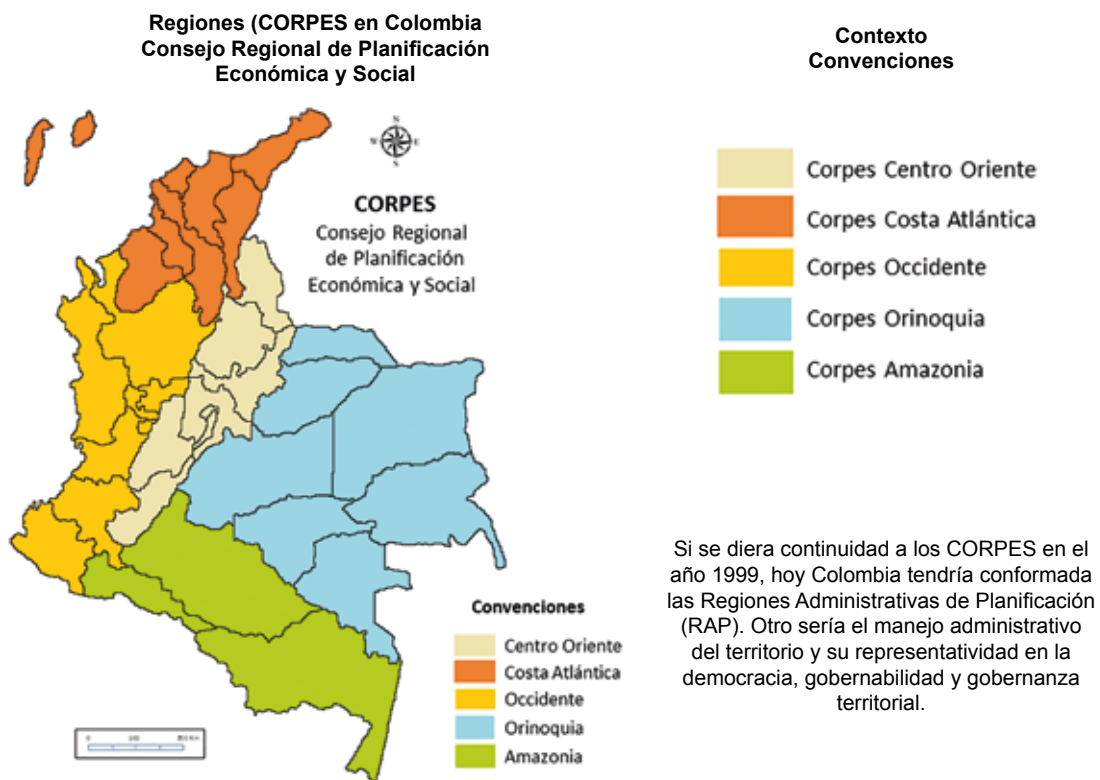 Regiones (CORPES en Colombia
Consejo Regional de Planificación
Económica y Social
Contexto
Convenciones
N
W
E
S
CORPES
Consejo Regional
de Planificación
Económica y Social
Corpes Centro Oriente
Corpes Costa Atlántica
Corpes Occidente
Corpes Orinoquia
Corpes Amazonia
Convenciones
Centro Oriente
Costa Atlántica
Occidente
Orinoquia
Amazonia
Si se diera continuidad a los CORPES en el
año 1999, hoy Colombia tendría conformada
las Regiones Administrativas de Planificación
(RAP). Otro sería el manejo administrativo
del territorio y su representatividad en la
democracia, gobernabilidad y gobernanza
territorial.